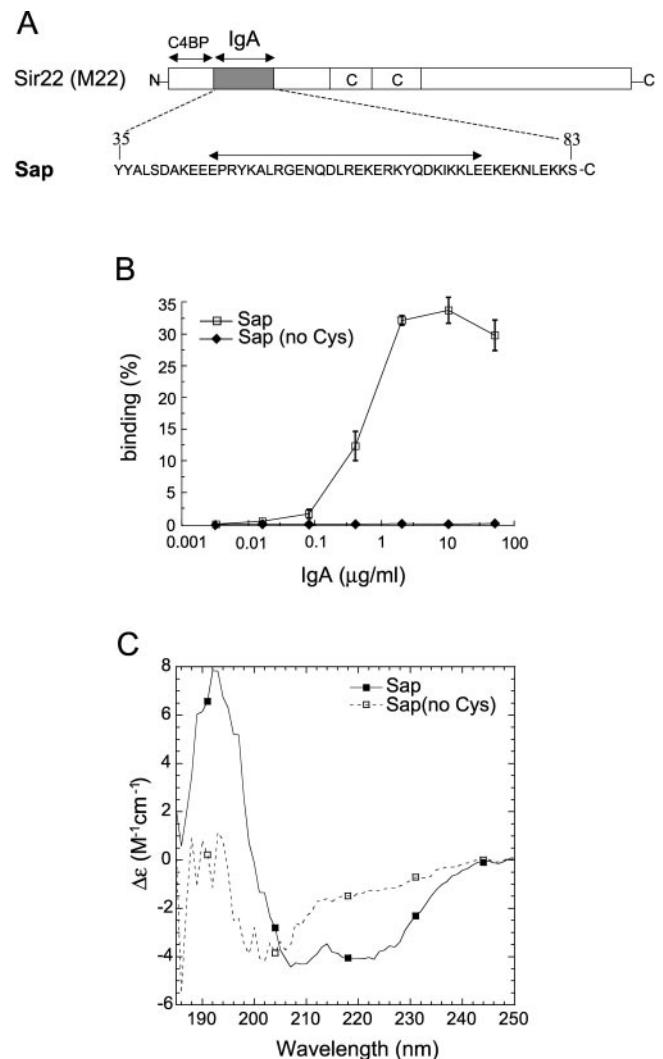 A
C4BP IgA
Sir22 (M22) N C C C
35 83
Sap YYALSDAKEEEPRYKALRGENQDLREKERKYQDKIKKLEEKEKNLEKKS-C
B
Sap
Sap (no Cys)
35
30
25
20
15
10
5
0
binding (%)
0.001 0.01 0.1 1 10 100
IgA (µg/ml)
C
Sap
Sap(no Cys)
8
6
4
2
0
-2
-4
-6
Δε (M⁻¹cm⁻¹)
190 200 210 220 230 240 250
Wavelength (nm)